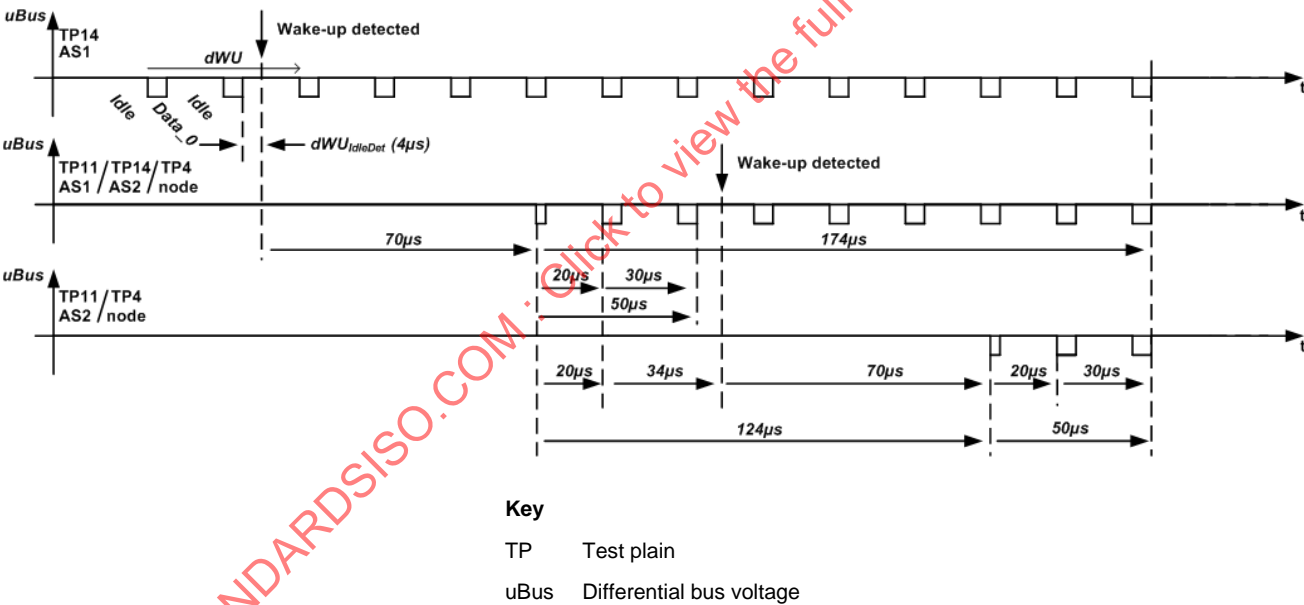 uBus
TP14
AS1
Wake-up detected
dWU
t
Idle
Data_0
Idle
dWUIdleDet (4µs)
uBus
TP11/TP14/TP4
AS1/AS2/node
Wake-up detected
t
70µs
174µs
20µs
30µs
50µs
uBus
TP11/TP4
AS2/node
t
20µs
34µs
70µs
20µs
30µs
124µs
50µs
NDARDSISO.COM : Click to view the full
Key
TP Test plain
uBus Differential bus voltage